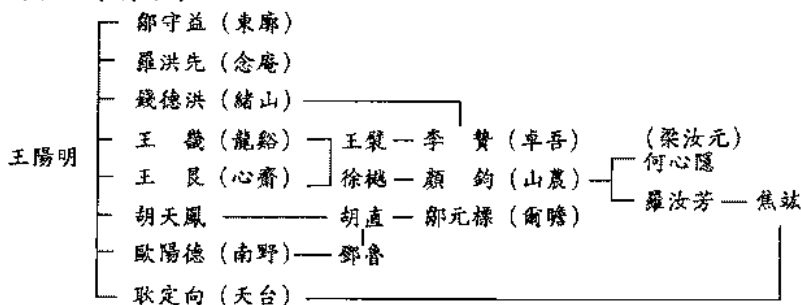 鄒守益（東廓）
羅洪先（念庵）
錢德洪（緒山）
王　畿（龍谿）　王襞　李　贄（卓吾）　（梁汝元）
何心隱
王陽明
王　艮（心齋）　徐樾　顏　鈞（山農）
羅汝芳　焦竑
胡天鳳　胡直　鄒元標（爾瞻）
歐陽德（南野）　鄧魯
耿定向（天台）